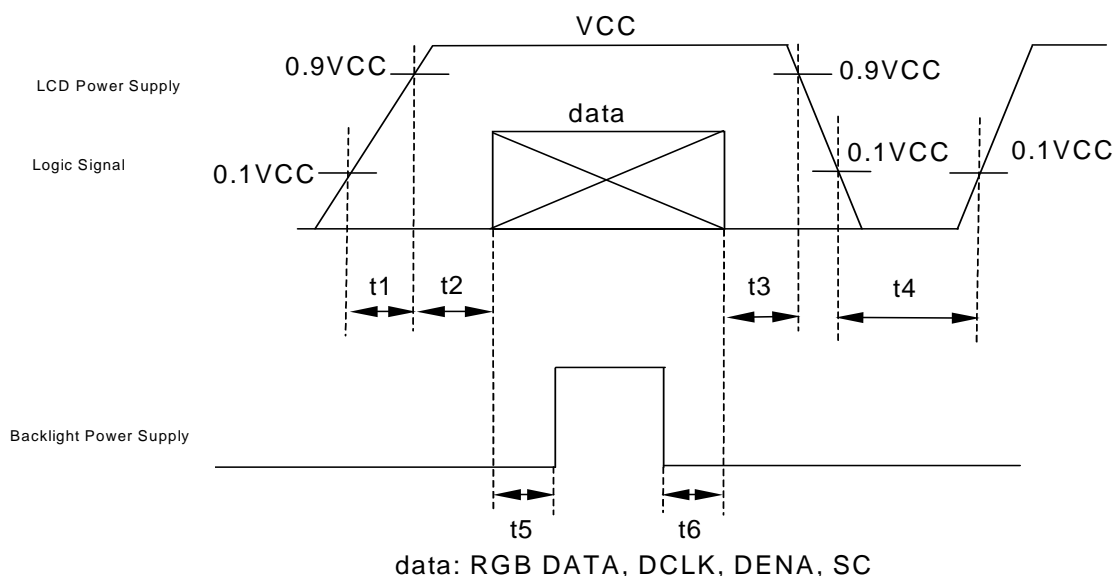 VCC
0.9VCC
0.9VCC
LCD Power Supply
data
Logic Signal
0.1VCC
0.1VCC
0.1VCC
t1
t2
t3
t4
Backlight Power Supply
t5
t6
data: RGB DATA, DCLK, DENA, SC